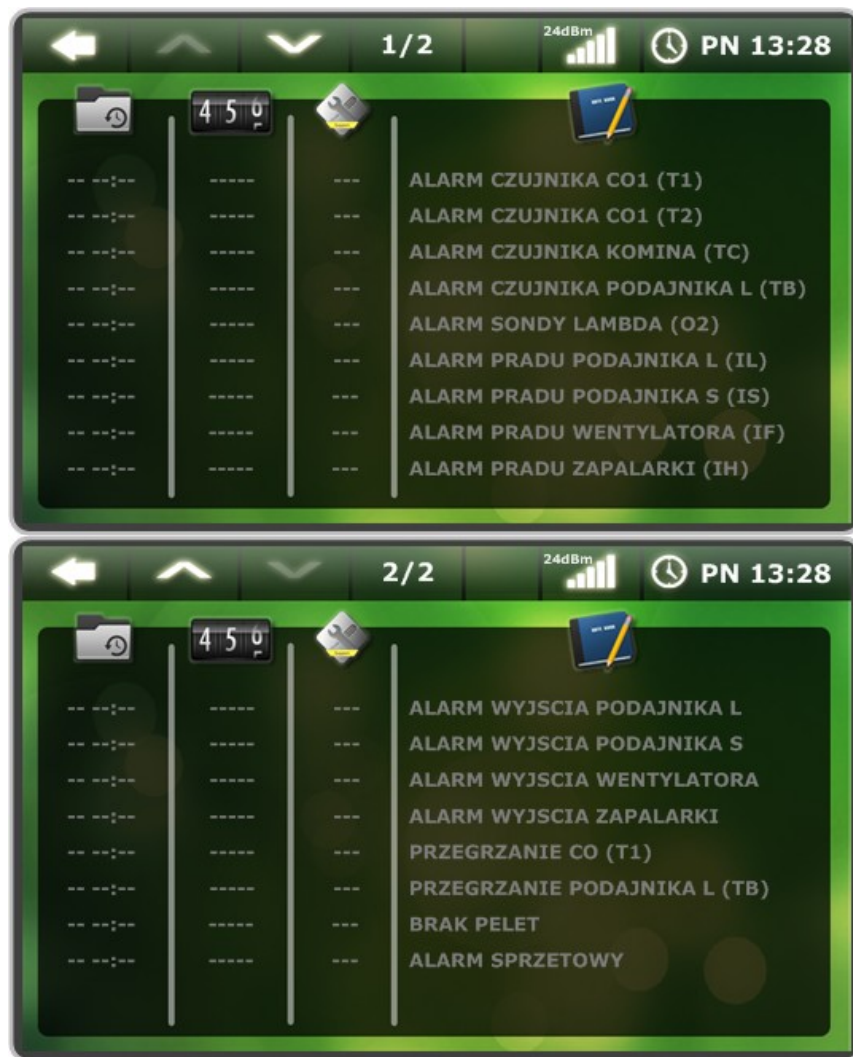 1/2 24dBm PN 13:28
4 5 6
-- --:-- ----- --- ALARM CZUJNIKA CO1 (T1)
-- --:-- ----- --- ALARM CZUJNIKA CO1 (T2)
-- --:-- ----- --- ALARM CZUJNIKA KOMINA (TC)
-- --:-- ----- --- ALARM CZUJNIKA PODAJNIKA L (TB)
-- --:-- ----- --- ALARM SONDY LAMBDA (O2)
-- --:-- ----- --- ALARM PRADU PODAJNIKA L (IL)
-- --:-- ----- --- ALARM PRADU PODAJNIKA S (IS)
-- --:-- ----- --- ALARM PRADU WENTYLATORA (IF)
-- --:-- ----- --- ALARM PRADU ZAPALARKI (IH)
2/2 24dBm PN 13:28
4 5 6
-- --:-- ----- --- ALARM WYJSCIA PODAJNIKA L
-- --:-- ----- --- ALARM WYJSCIA PODAJNIKA S
-- --:-- ----- --- ALARM WYJSCIA WENTYLATORA
-- --:-- ----- --- ALARM WYJSCIA ZAPALARKI
-- --:-- ----- --- PRZEGRZANIE CO (T1)
-- --:-- ----- --- PRZEGRZANIE PODAJNIKA L (TB)
-- --:-- ----- --- BRAK PELET
-- --:-- ----- --- ALARM SPRZETOWY